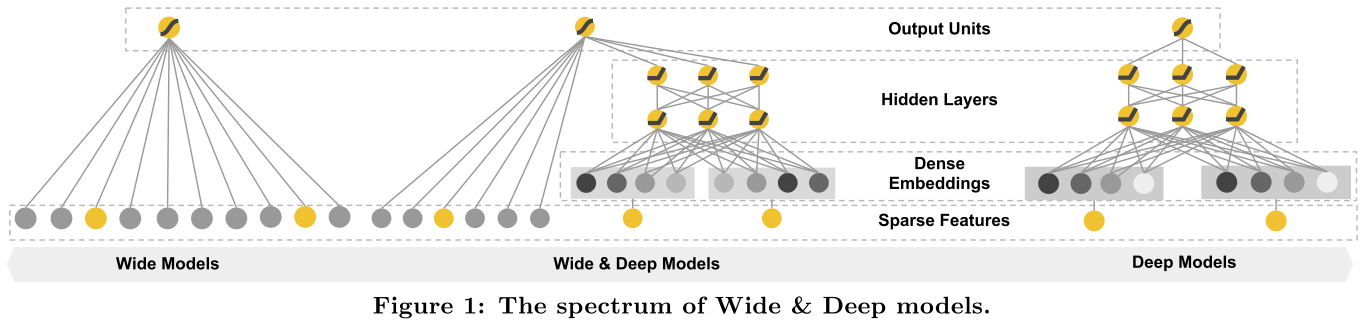 Output Units
Hidden Layers
Dense
Embeddings
Sparse Features
Wide Models
Wide & Deep Models
Deep Models
Figure 1: The spectrum of Wide & Deep models.